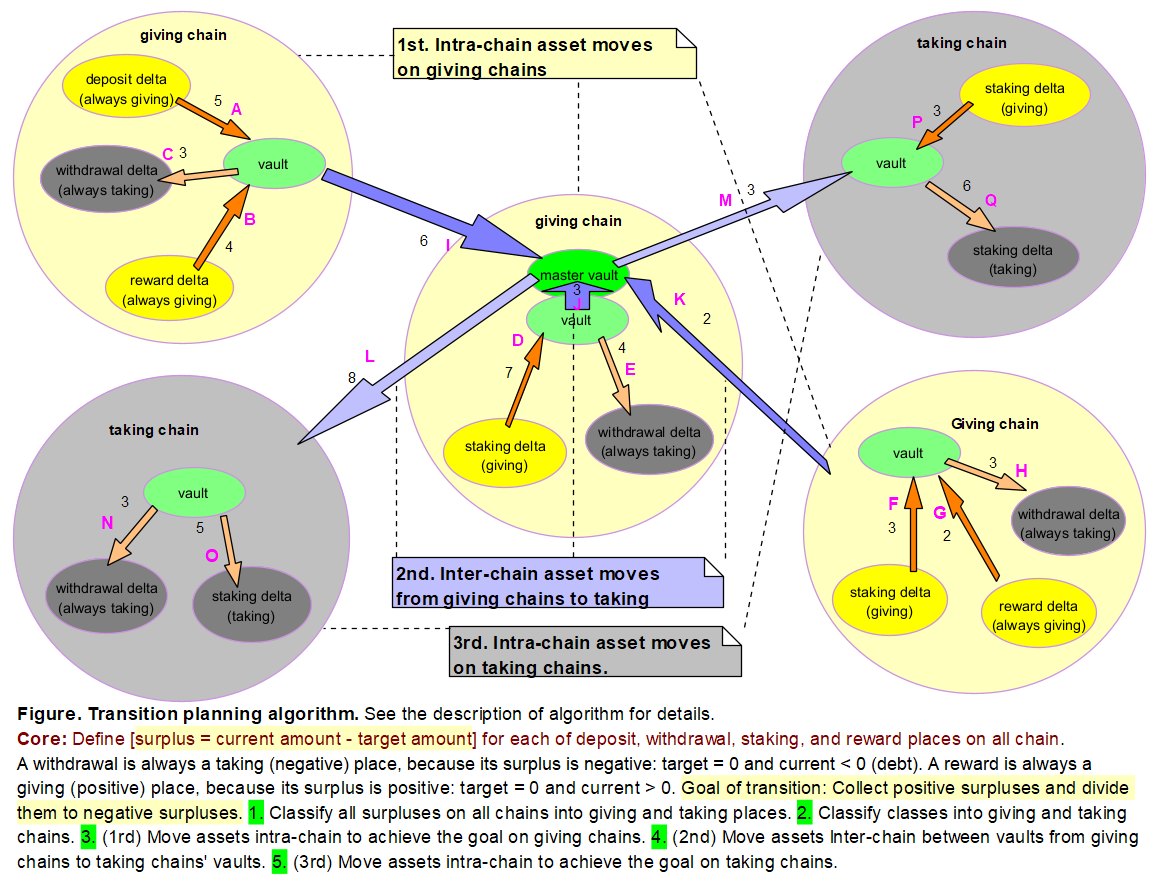 giving chain
deposit delta
(always giving)
5
A
C
3
withdrawal delta
(always taking)
vault
B
4
reward delta
(always giving)
1st. Intra-chain asset moves
on giving chains
taking chain
staking delta
(giving)
3
P
vault
6
Q
staking delta
(taking)
M
3
6
I
giving chain
master vault
3
J
vault
D
7
4
E
staking delta
(giving)
withdrawal delta
(always taking)
K
2
L
8
taking chain
vault
3
N
5
O
withdrawal delta
(always taking)
staking delta
(taking)
Giving chain
vault
3
H
F
3
G
2
withdrawal delta
(always taking)
staking delta
(giving)
reward delta
(always giving)
2nd. Inter-chain asset moves
from giving chains to taking
3rd. Intra-chain asset moves
on taking chains.
Figure. Transition planning algorithm. See the description of algorithm for details.
Core: Define [surplus = current amount - target amount] for each of deposit, withdrawal, staking, and reward places on all chain.
A withdrawal is always a taking (negative) place, because its surplus is negative: target = 0 and current < 0 (debt). A reward is always a
giving (positive) place, because its surplus is positive: target = 0 and current > 0. Goal of transition: Collect positive surpluses and divide
them to negative surpluses. 1. Classify all surpluses on all chains into giving and taking places. 2. Classify classes into giving and taking
chains. 3. (1rd) Move assets intra-chain to achieve the goal on giving chains. 4. (2nd) Move assets Inter-chain between vaults from giving
chains to taking chains' vaults. 5. (3rd) Move assets intra-chain to achieve the goal on taking chains.